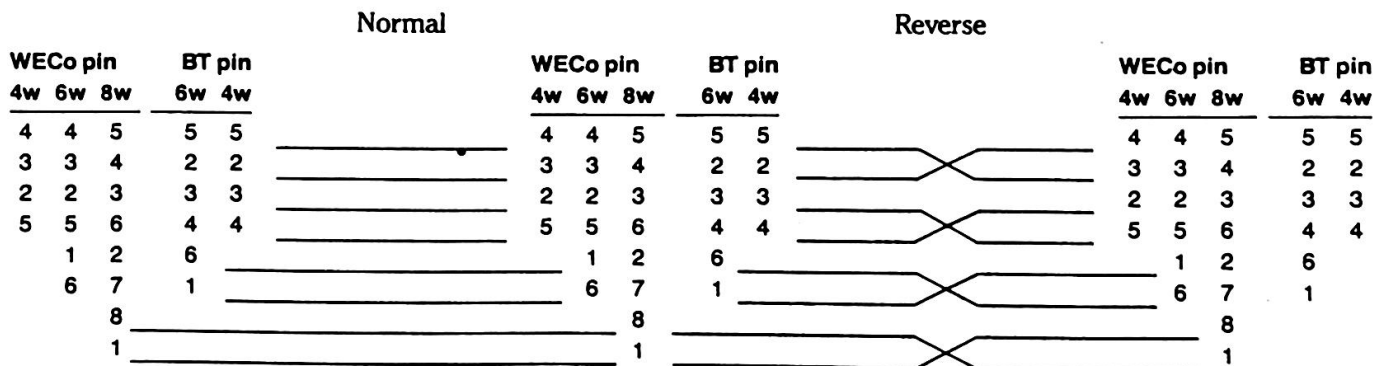 Normal Reverse
WECo pin BT pin WECo pin BT pin WECo pin BT pin
4w 6w 8w 6w 4w 4w 6w 8w 6w 4w 4w 6w 8w 6w 4w
4 4 5 5 5 4 4 5 5 5 4 4 5 5 5
3 3 4 2 2 3 3 4 2 2 3 3 4 2 2
2 2 3 3 3 2 2 3 3 3 2 2 3 3 3
5 5 6 4 4 5 5 6 4 4 5 5 6 4 4
1 2 6 1 2 6 1 2 6
6 7 1 6 7 1 6 7 1
8 8 8
1 1 1